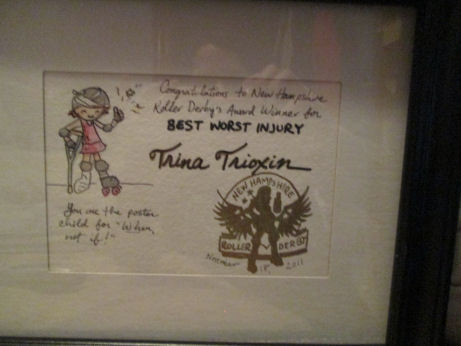 Congratulations to New Hampshire
Roller Derby's Award Winner for
BEST WORST INJURY
Trina Trioxin
You are the poster
child for "When,
not if!"
NEW HAMPSHIRE
ROLLER DERBY
2011